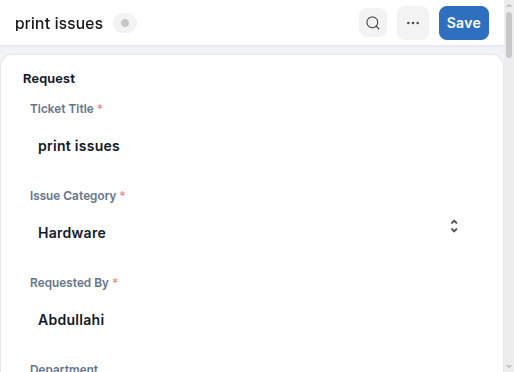 print issues
Save
Request
Ticket Title *
print issues
Issue Category *
Hardware
Requested By *
Abdullahi
Department